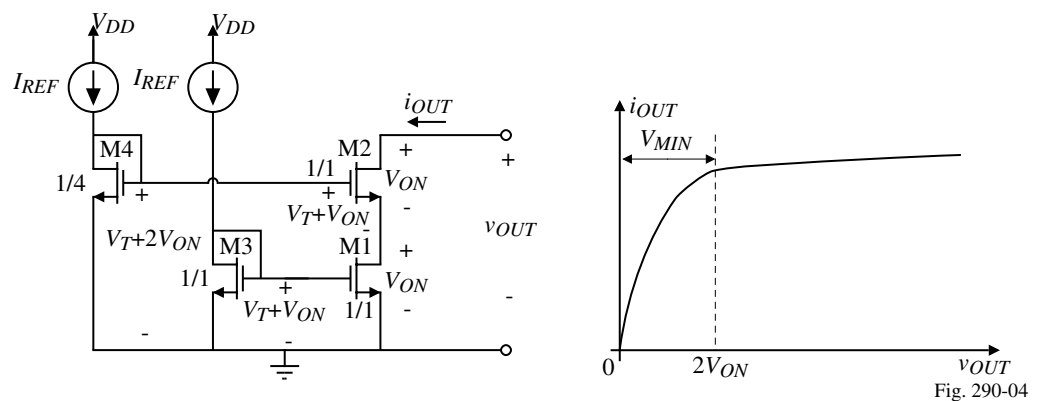 VDD VDD
IREF IREF
iOUT
M4 M2
1/4 1/1
+ + + +
VON
VT+VON -
VT+2VON -
vOUT
M3 M1 +
1/1 + VON
VT+VON 1/1 -
- - -
iOUT
VMIN
0 2VON vOUT
Fig. 290-04